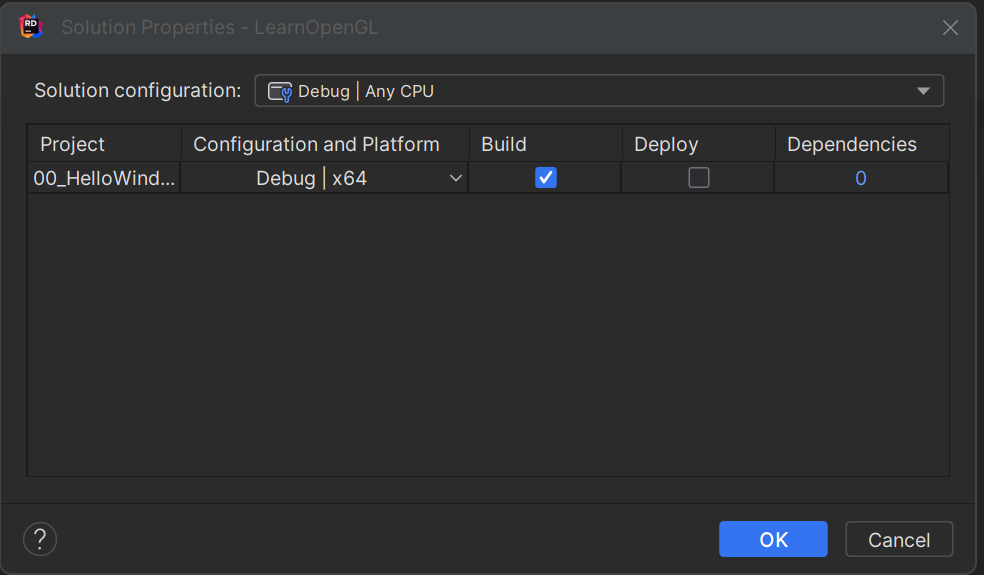 RD
Solution Properties - LearnOpenGL
Solution configuration: Debug | Any CPU
Project Configuration and Platform Build Deploy Dependencies
00_HelloWind... Debug | x64 0
? OK Cancel